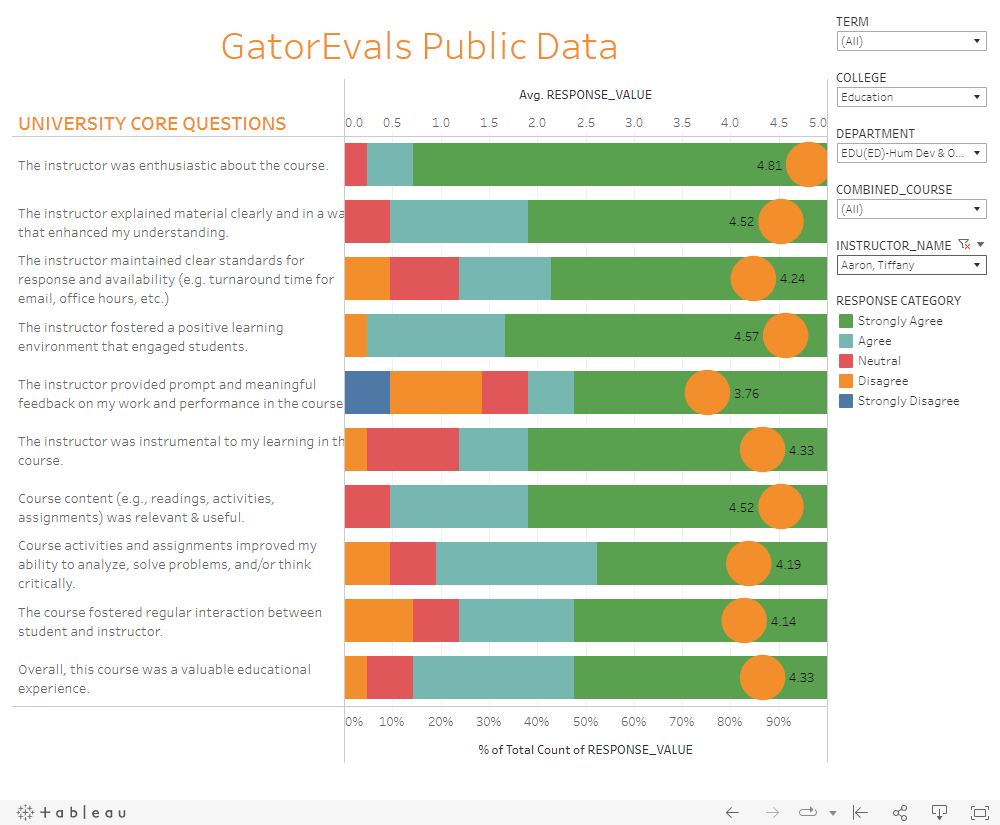 GatorEvals Public Data
TERM
(All)
COLLEGE
Education
DEPARTMENT
EDU(ED)-Hum Dev & O...
COMBINED_COURSE
(All)
INSTRUCTOR_NAME
Aaron, Tiffany
RESPONSE CATEGORY
Strongly Agree
Agree
Neutral
Disagree
Strongly Disagree
Avg. RESPONSE_VALUE
UNIVERSITY CORE QUESTIONS
0.0 0.5 1.0 1.5 2.0 2.5 3.0 3.5 4.0 4.5 5.0
The instructor was enthusiastic about the course.
4.81
The instructor explained material clearly and in a wa
that enhanced my understanding.
4.52
The instructor maintained clear standards for
response and availability (e.g. turnaround time for
email, office hours, etc.)
4.24
The instructor fostered a positive learning
environment that engaged students.
4.57
The instructor provided prompt and meaningful
feedback on my work and performance in the course
3.76
The instructor was instrumental to my learning in th
course.
4.33
Course content (e.g., readings, activities,
assignments) was relevant & useful.
4.52
Course activities and assignments improved my
ability to analyze, solve problems, and/or think
critically.
4.19
The course fostered regular interaction between
student and instructor.
4.14
Overall, this course was a valuable educational
experience.
4.33
0% 10% 20% 30% 40% 50% 60% 70% 80% 90%
% of Total Count of RESPONSE_VALUE
tableau